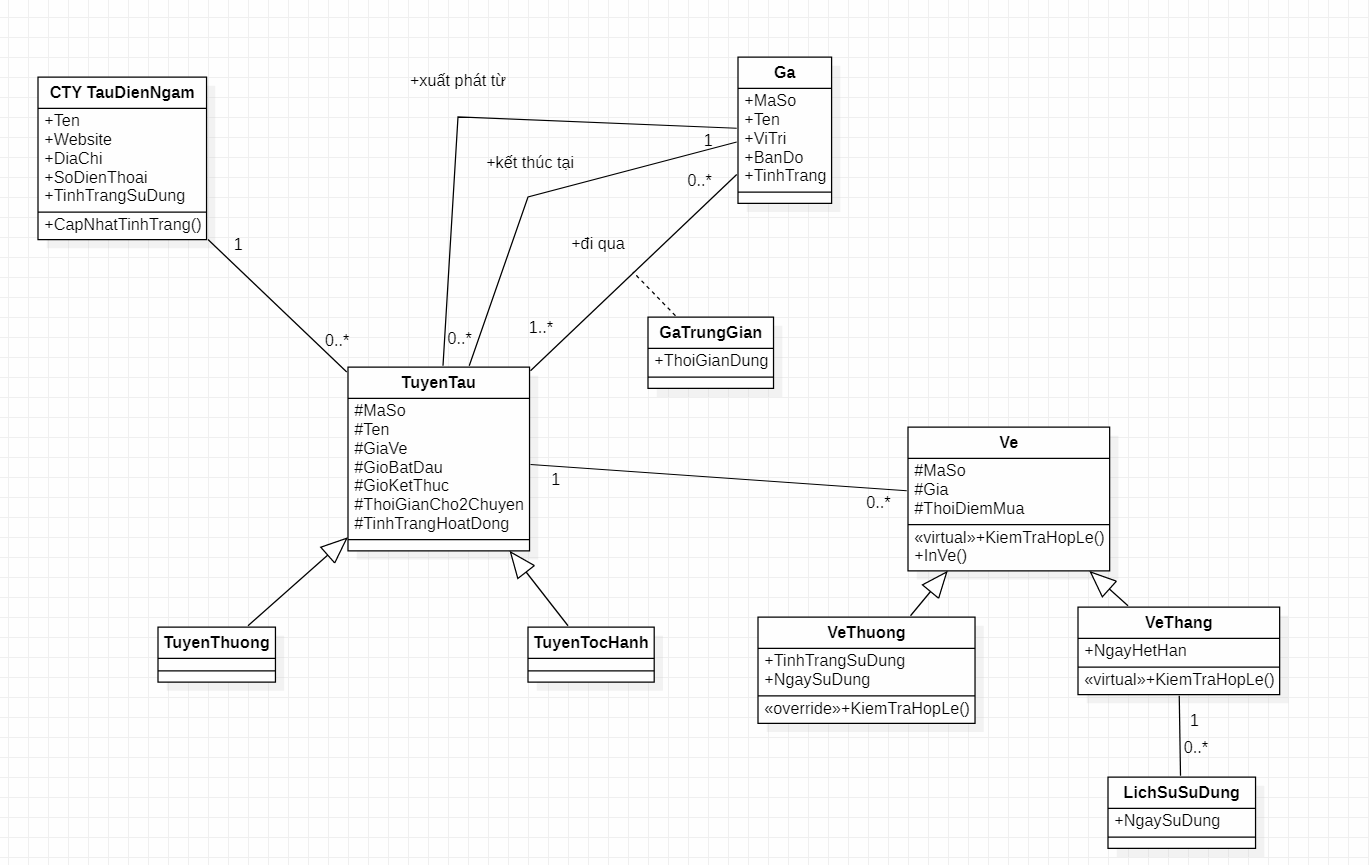 CTY TauDienNgam
+Ten
+Website
+DiaChi
+SoDienThoai
+TinhTrangSuDung
+CapNhatTinhTrang()
1
0..*
+xuất phát từ
+kết thúc tại
1
0..*
0..*
+đi qua
1..*
Ga
+MaSo
+Ten
+ViTri
+BanDo
+TinhTrang
GaTrungGian
+ThoiGianDung
TuyenTau
#MaSo
#Ten
#GiaVe
#GioBatDau
#GioKetThuc
#ThoiGianCho2Chuyen
#TinhTrangHoatDong
1
0..*
Ve
#MaSo
#Gia
#ThoiDiemMua
«virtual»+KiemTraHopLe()
+InVe()
TuyenThuong
TuyenTocHanh
VeThuong
+TinhTrangSuDung
+NgaySuDung
«override»+KiemTraHopLe()
VeThang
+NgayHetHan
«virtual»+KiemTraHopLe()
1
0..*
LichSuSuDung
+NgaySuDung